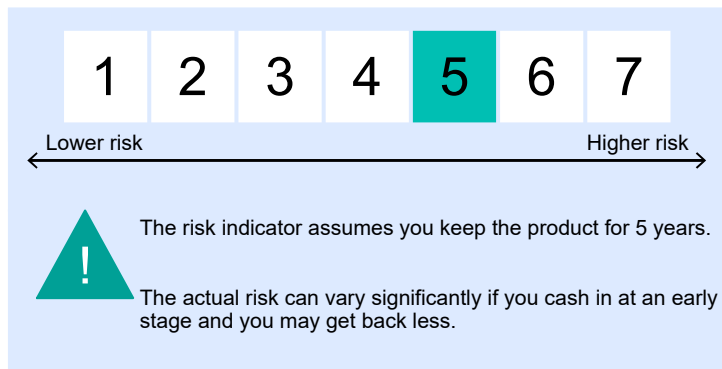 1 2 3 4 5 6 7
Lower risk Higher risk
The risk indicator assumes you keep the product for 5 years.
!
The actual risk can vary significantly if you cash in at an early
stage and you may get back less.